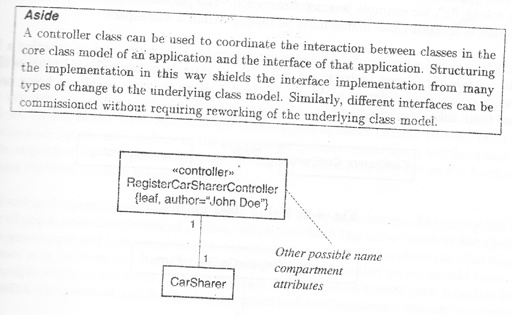 Aside
A controller class can be used to coordinate the interaction between classes in the
core class model of an application and the interface of that application. Structuring
the implementation in this way shields the interface implementation from many
types of change to the underlying class model. Similarly, different interfaces can be
commissioned without requiring reworking of the underlying class model.
«controller»
RegisterCarSharerController
{leaf, author="John Doe"}
1
1
CarSharer
Other possible name
compartment
attributes